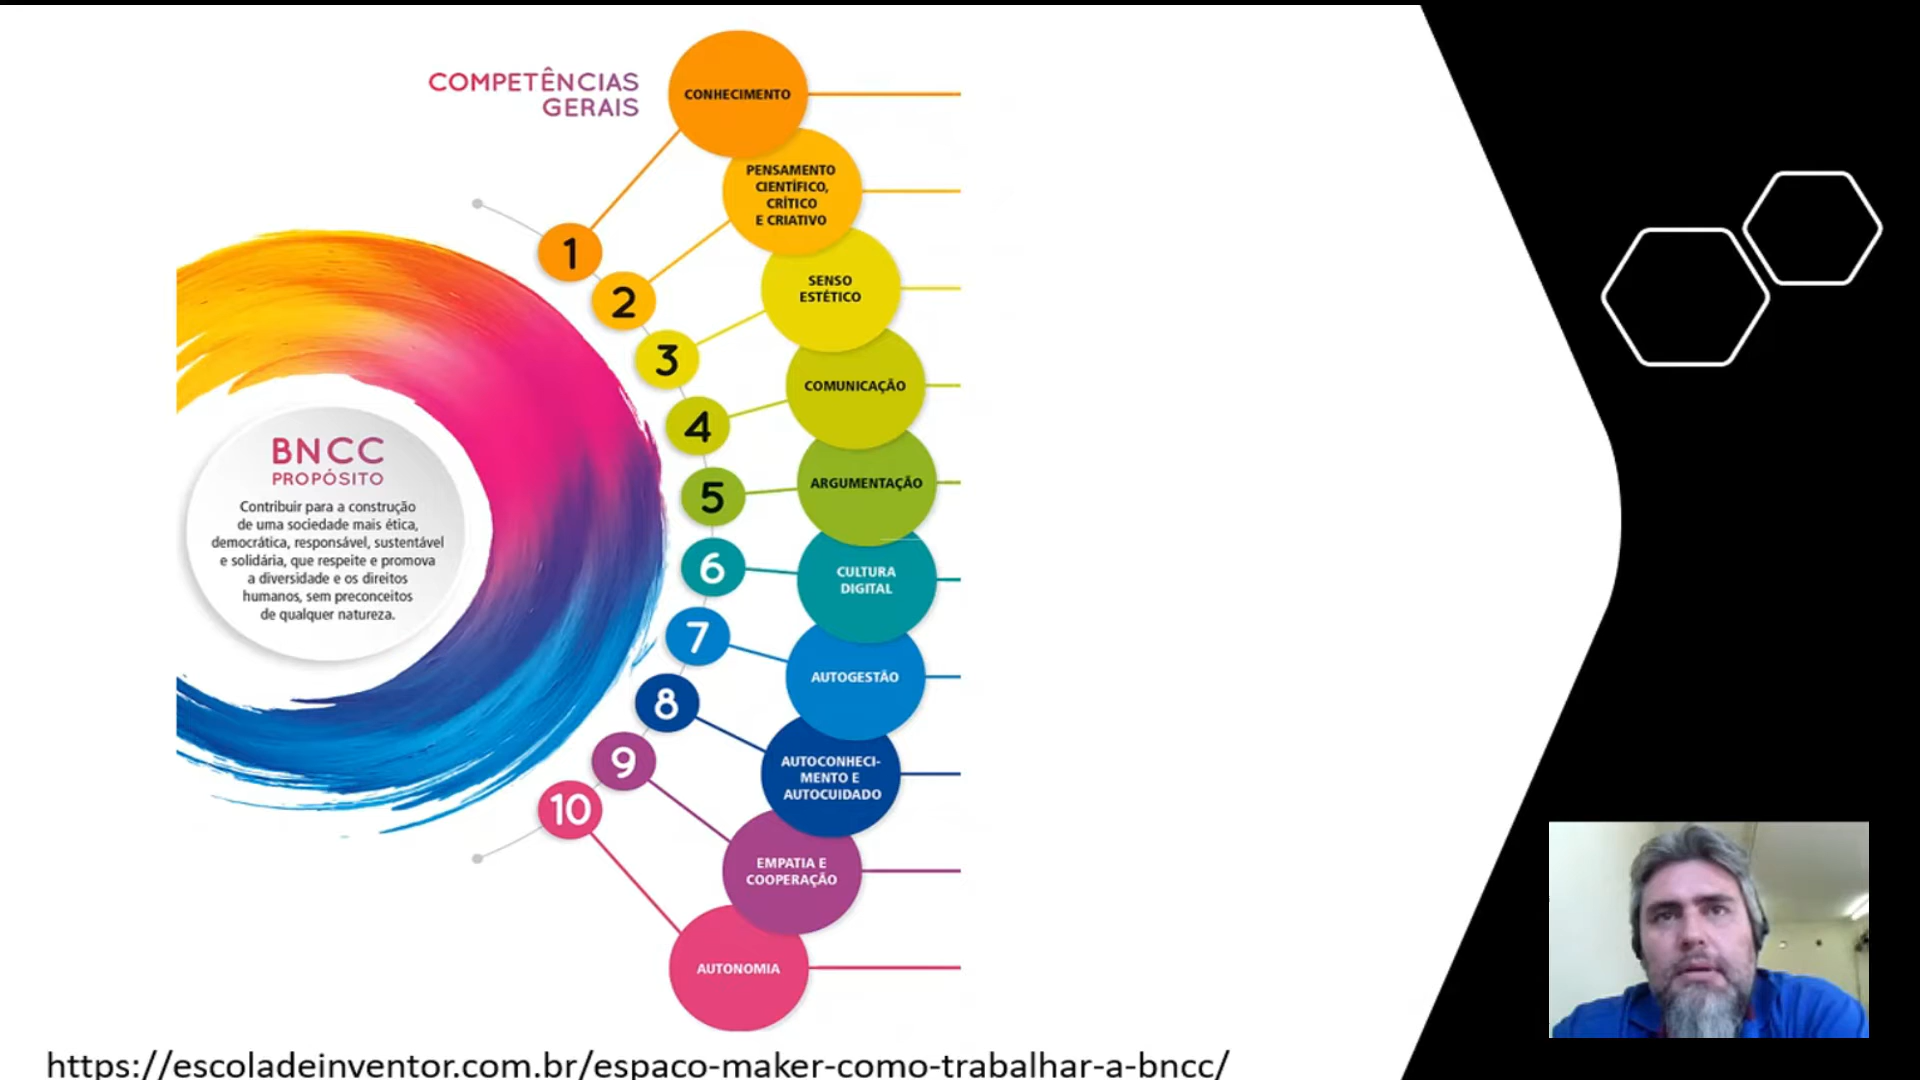 COMPETÊNCIAS
GERAIS
CONHECIMENTO
PENSAMENTO
CIENTÍFICO,
CRÍTICO
E CRIATIVO
SENSO
ESTÉTICO
COMUNICAÇÃO
ARGUMENTAÇÃO
CULTURA
DIGITAL
AUTOGESTÃO
AUTOCONHECI-
MENTO E
AUTOCUIDADO
EMPATIA E
COOPERAÇÃO
AUTONOMIA
1
2
3
4
5
6
7
8
9
10
BNCC
PROPÓSITO
Contribuir para a construção
de uma sociedade mais ética,
democrática, responsável, sustentável
e solidária, que respeite e promova
a diversidade e os direitos
humanos, sem preconceitos
de qualquer natureza.
https://escoladeinventor.com.br/espaco-maker-como-trabalhar-a-bncc/